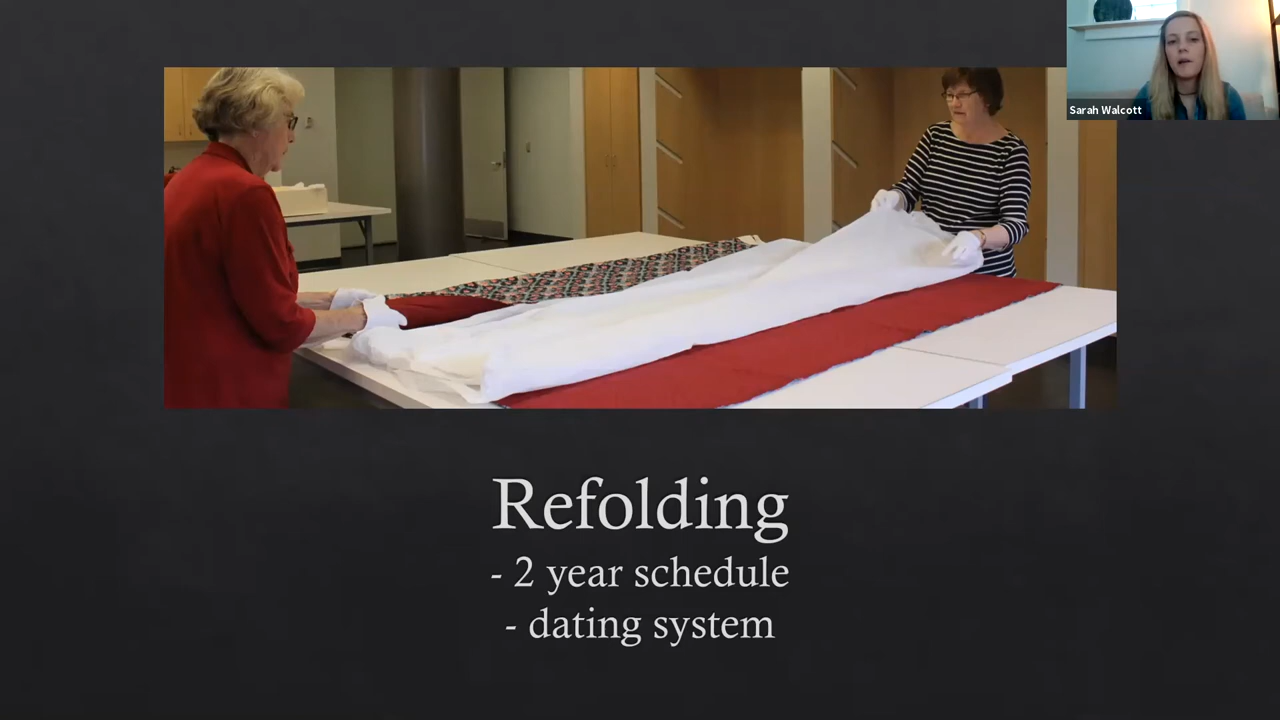 Sarah Walcott
Refolding
- 2 year schedule
- dating system